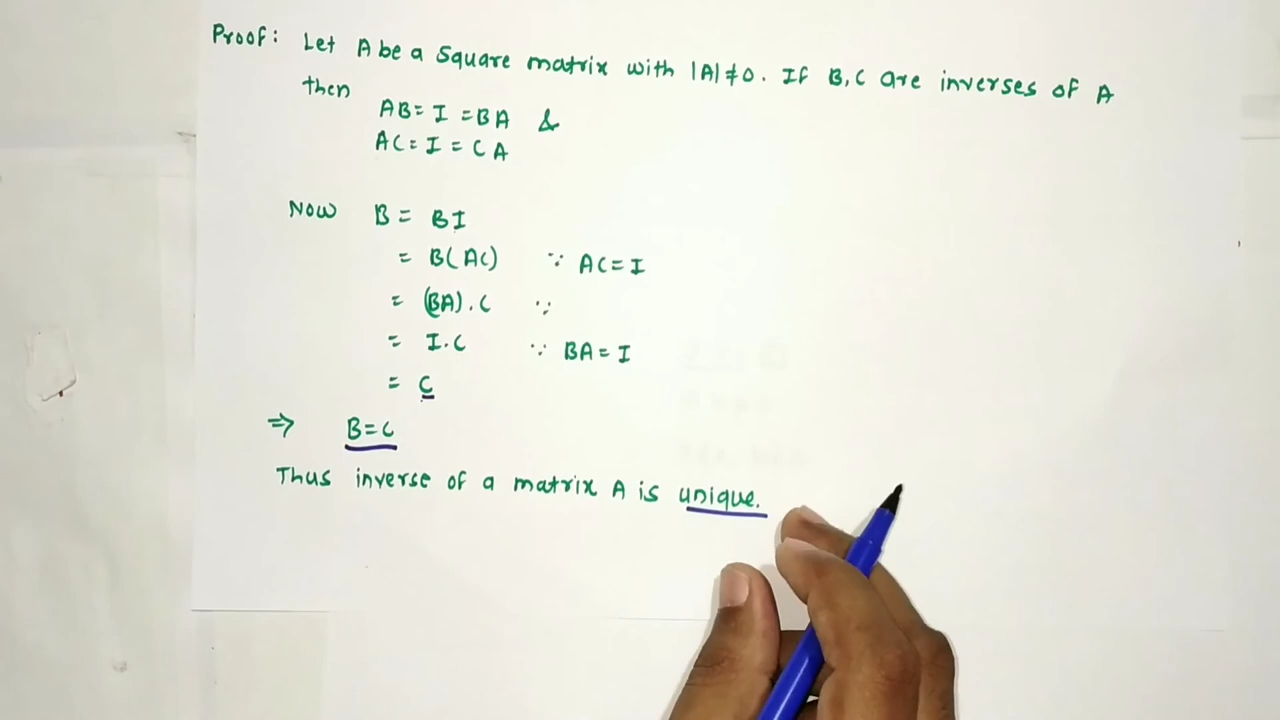 Proof: Let A be a square matrix with |A| ≠ 0. If B, C are inverses of A
then
AB = I = BA &
AC = I = CA
Now B = BI
= B(AC) ∵ AC = I
= (BA).C ∵
= I.C ∵ BA = I
= C
⇒ B = C
Thus inverse of a matrix A is unique.